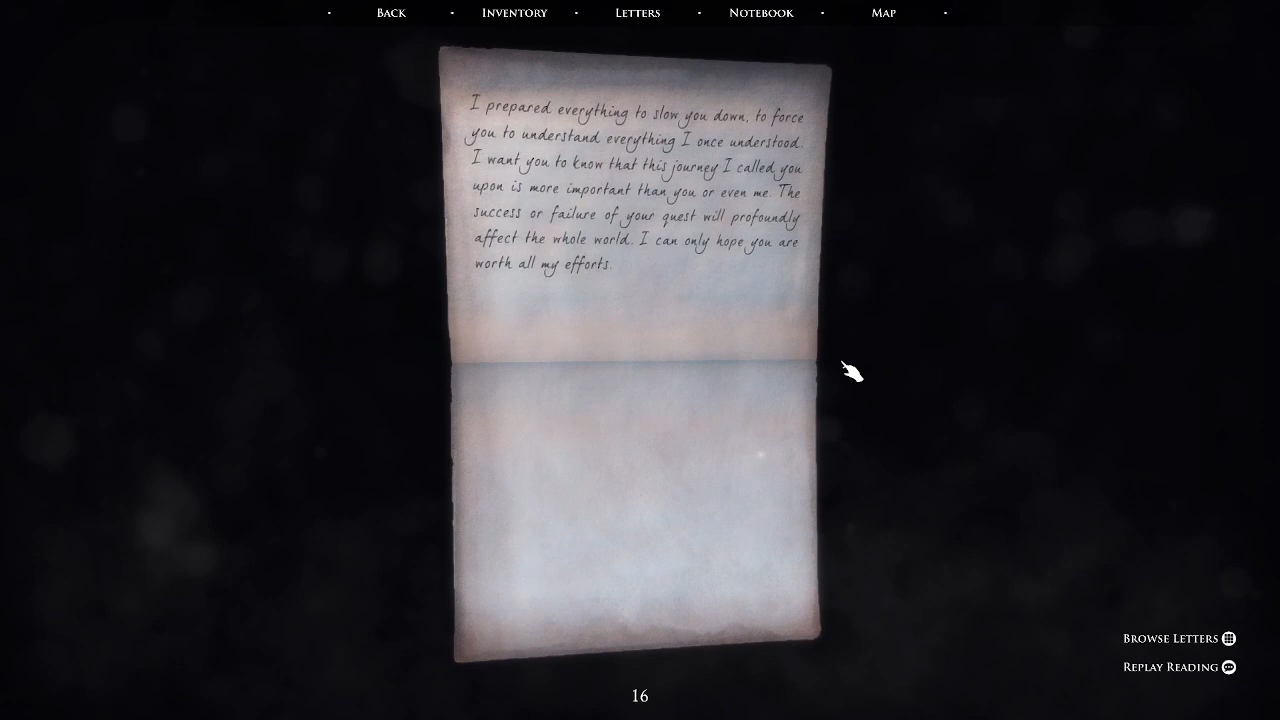 Back
Inventory
Letters
Notebook
Map
I prepared everything to slow you down, to force
you to understand everything I once understood.
I want you to know that this journey I called you
upon is more important than you or even me. The
success or failure of your quest will profoundly
affect the whole world. I can only hope you are
worth all my efforts.
Browse Letters
Replay Reading
16